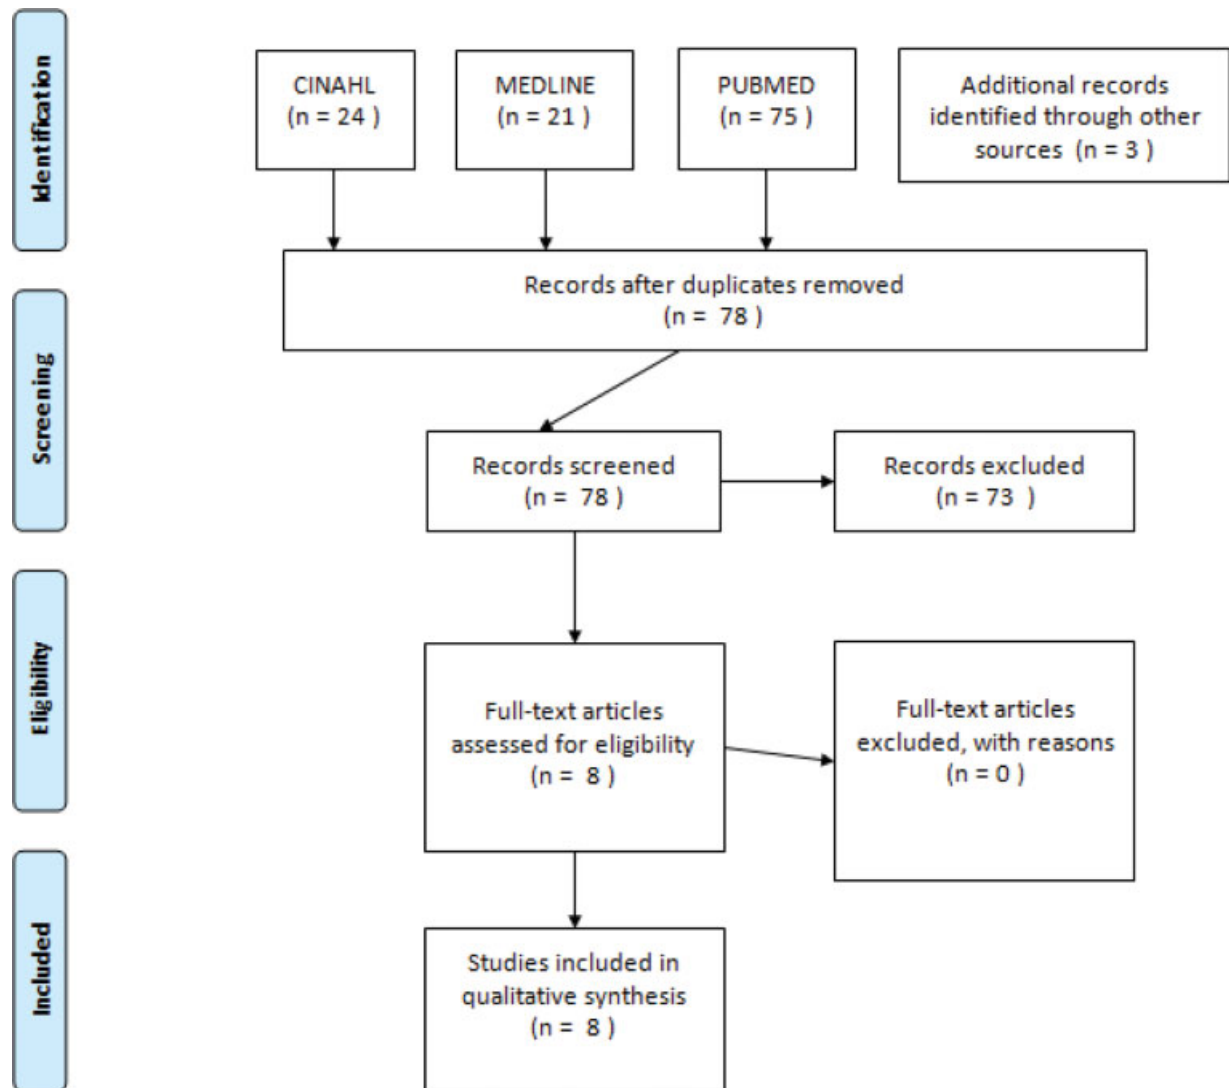 Identification
CINAHL
(n = 24 )
MEDLINE
(n = 21 )
PUBMED
(n = 75 )
Additional records
identified through other
sources (n = 3 )
Records after duplicates removed
(n = 78 )
Screening
Records screened
(n = 78 )
Records excluded
(n = 73 )
Eligibility
Full-text articles
assessed for eligibility
(n = 8 )
Full-text articles
excluded, with reasons
(n = 0 )
Included
Studies included in
qualitative synthesis
(n = 8 )